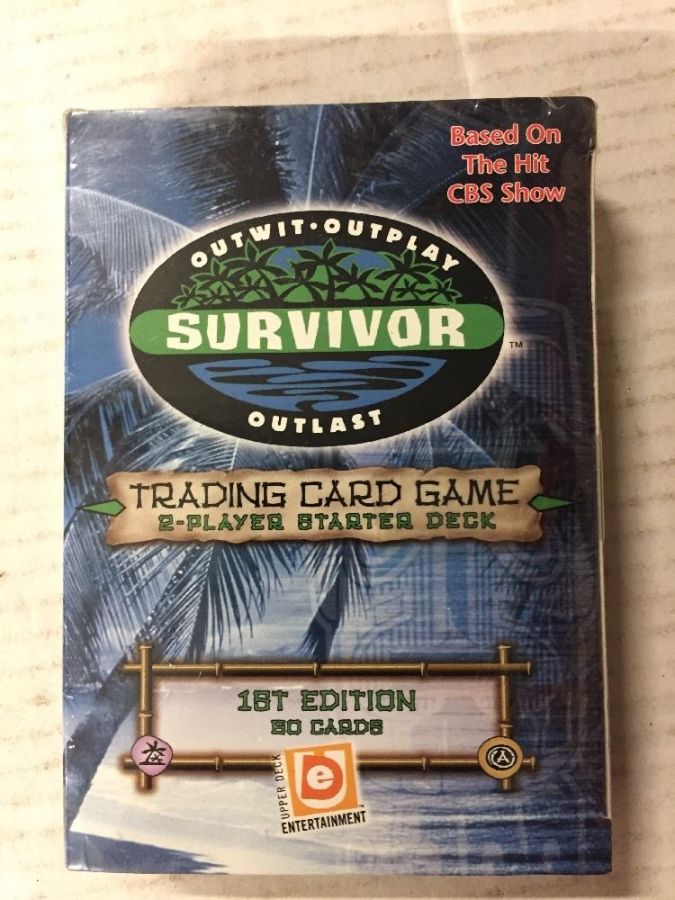 Based On
The Hit
CBS Show
OUTWIT·OUTPLAY
SURVIVOR
TM
OUTLAST
TRADING CARD GAME
2-PLAYER STARTER DECK
1ST EDITION
80 CARDS
UPPER DECK
e
ENTERTAINMENT™